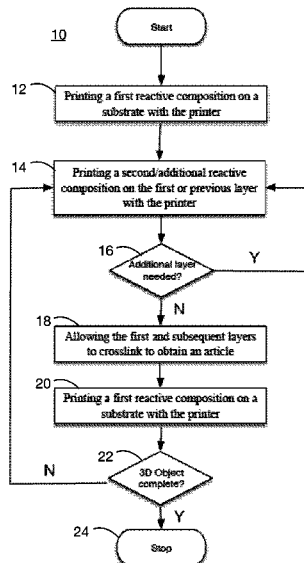 Start
10
12
Printing a first reactive composition on a
substrate with the printer
14
Printing a second/additional reactive
composition on the first or previous layer
with the printer
16
Additional layer
needed?
Y
N
18
Allowing the first and subsequent layers
to crosslink to obtain an article
20
Printing a first reactive composition on a
substrate with the printer
22
3D Object
complete?
N
Y
24
Stop